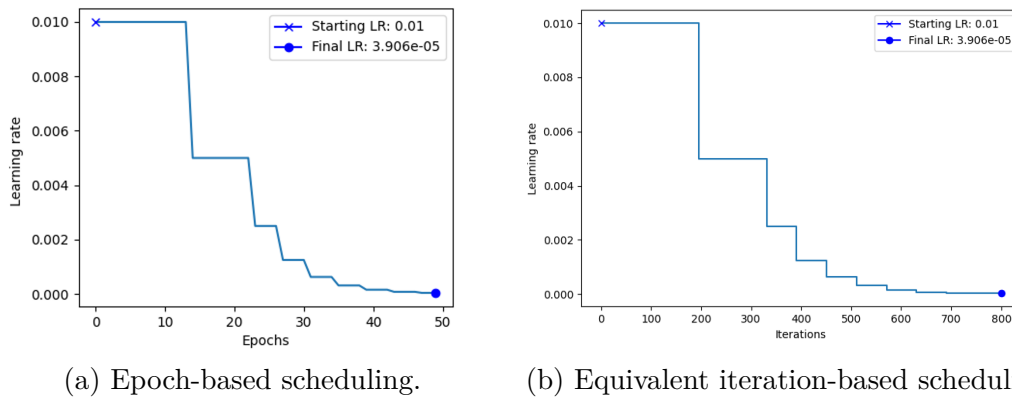 0.010
0.008
0.006
0.004
0.002
0.000
Learning rate
Starting LR: 0.01
Final LR: 3.906e-05
0 10 20 30 40 50
Epochs
(a) Epoch-based scheduling.
0.010
0.008
0.006
0.004
0.002
0.000
Learning rate
Starting LR: 0.01
Final LR: 3.906e-05
0 100 200 300 400 500 600 700 800
Iterations
(b) Equivalent iteration-based schedul